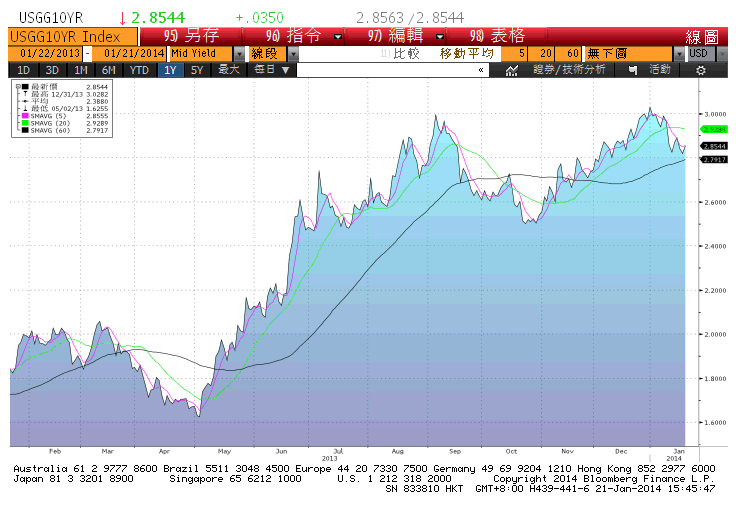 USGG10YR ↓ 2.8544 +.0350 2.8563 / 2.8544
USGG10YR Index 95) 另存 96) 指令 97) 編輯 98) 表格 線圖
01/22/2013 - 01/21/2014 Mid Yield 線段 比較 移動平均 5 20 60 無下圖 USD
1D 3D 1M 6M YTD 1Y 5Y 最大 每日 ▼ « 證券/技術分析 活動
最新價 2.8544
最高 12/31/13 3.0282
平均 2.3880
最低 05/02/13 1.6255
SMAVG (5) 2.8555
SMAVG (20) 2.9289
SMAVG (60) 2.7917
3.0000
2.9289
2.8544
2.7917
2.6000
2.4000
2.2000
2.0000
1.8000
1.6000
Feb Mar Apr May Jun Jul Aug Sep Oct Nov Dec Jan
2013 2014
Australia 61 2 9777 8600 Brazil 5511 3048 4500 Europe 44 20 7330 7500 Germany 49 69 9204 1210 Hong Kong 852 2977 6000
Japan 81 3 3201 8900 Singapore 65 6212 1000 U.S. 1 212 318 2000 Copyright 2014 Bloomberg Finance L.P.
SN 833810 HKT GMT+8:00 H439-441-6 21-Jan-2014 15:45:47